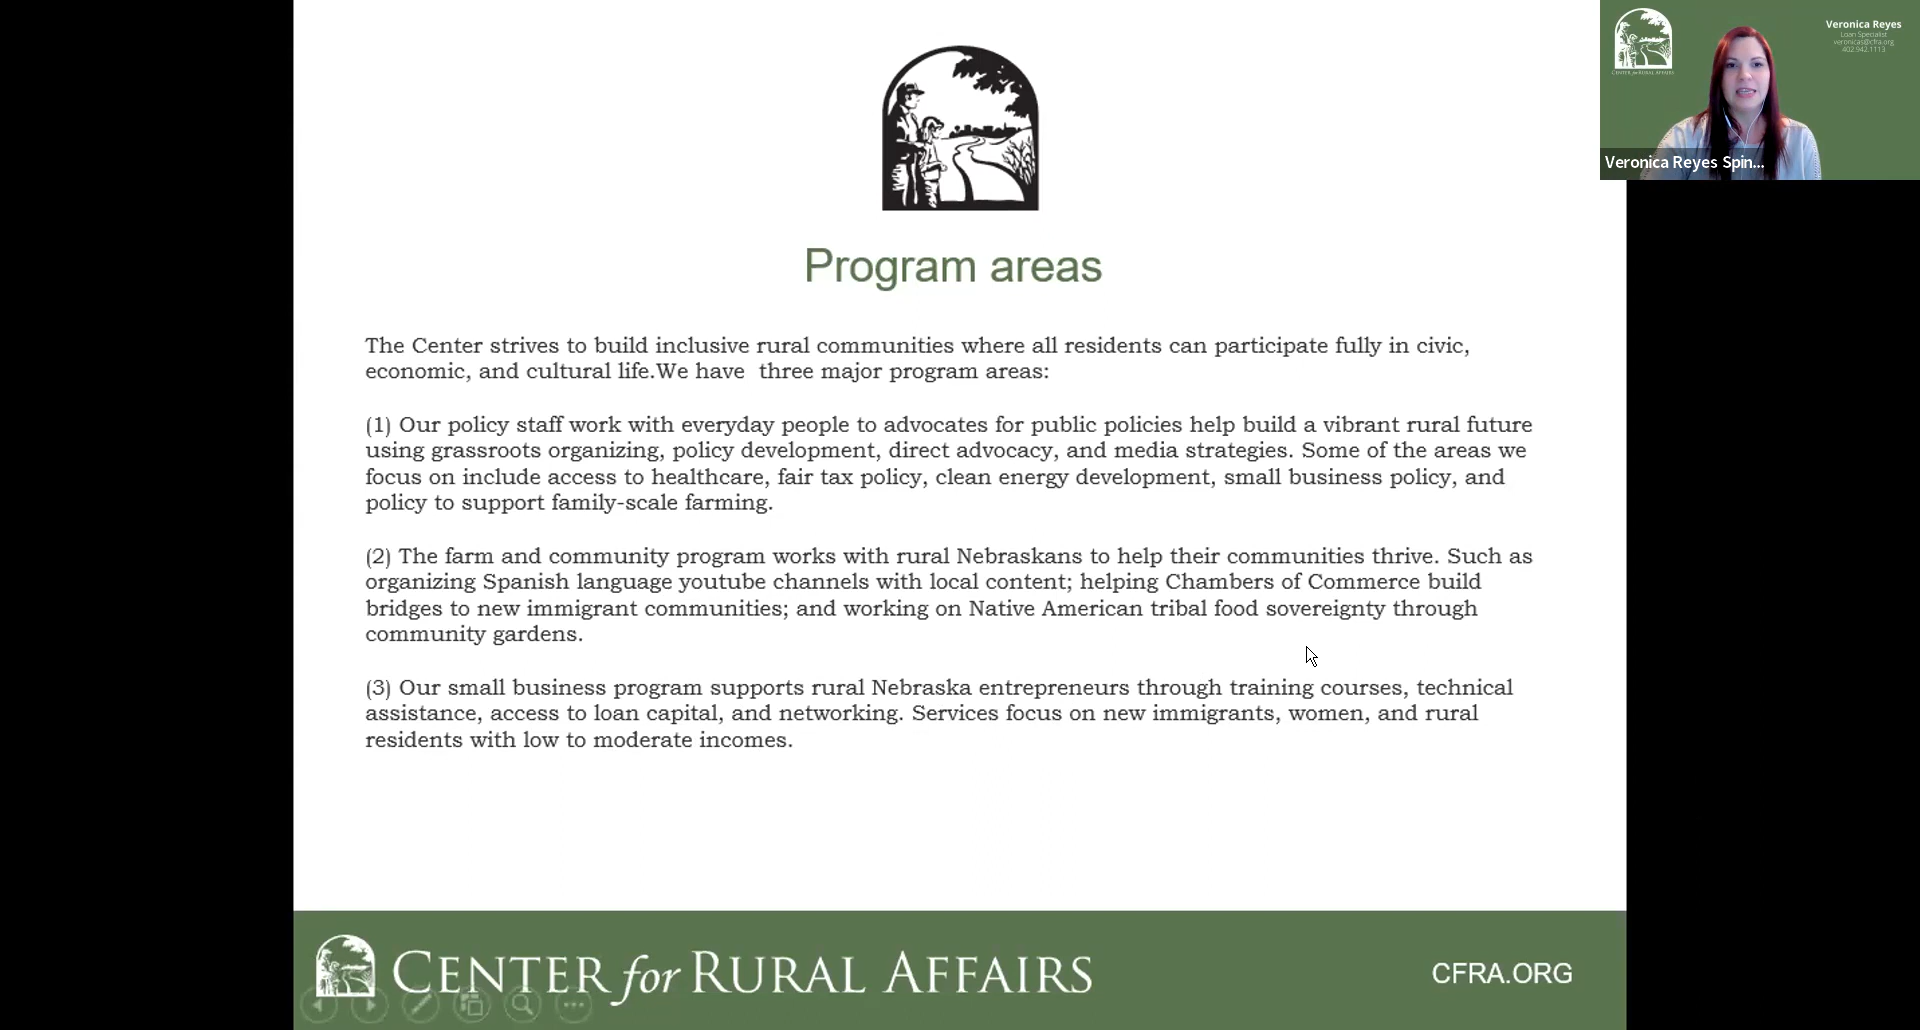 Program areas
The Center strives to build inclusive rural communities where all residents can participate fully in civic,
economic, and cultural life.We have  three major program areas:
(1) Our policy staff work with everyday people to advocates for public policies help build a vibrant rural future
using grassroots organizing, policy development, direct advocacy, and media strategies. Some of the areas we
focus on include access to healthcare, fair tax policy, clean energy development, small business policy, and
policy to support family-scale farming.
(2) The farm and community program works with rural Nebraskans to help their communities thrive. Such as
organizing Spanish language youtube channels with local content; helping Chambers of Commerce build
bridges to new immigrant communities; and working on Native American tribal food sovereignty through
community gardens.
(3) Our small business program supports rural Nebraska entrepreneurs through training courses, technical
assistance, access to loan capital, and networking. Services focus on new immigrants, women, and rural
residents with low to moderate incomes.
CENTER for RURAL AFFAIRS
CFRA.ORG
CENTER for RURAL AFFAIRS
Veronica Reyes
Loan Specialist
veronicas@cfra.org
402.942.1113
Veronica Reyes Spin...